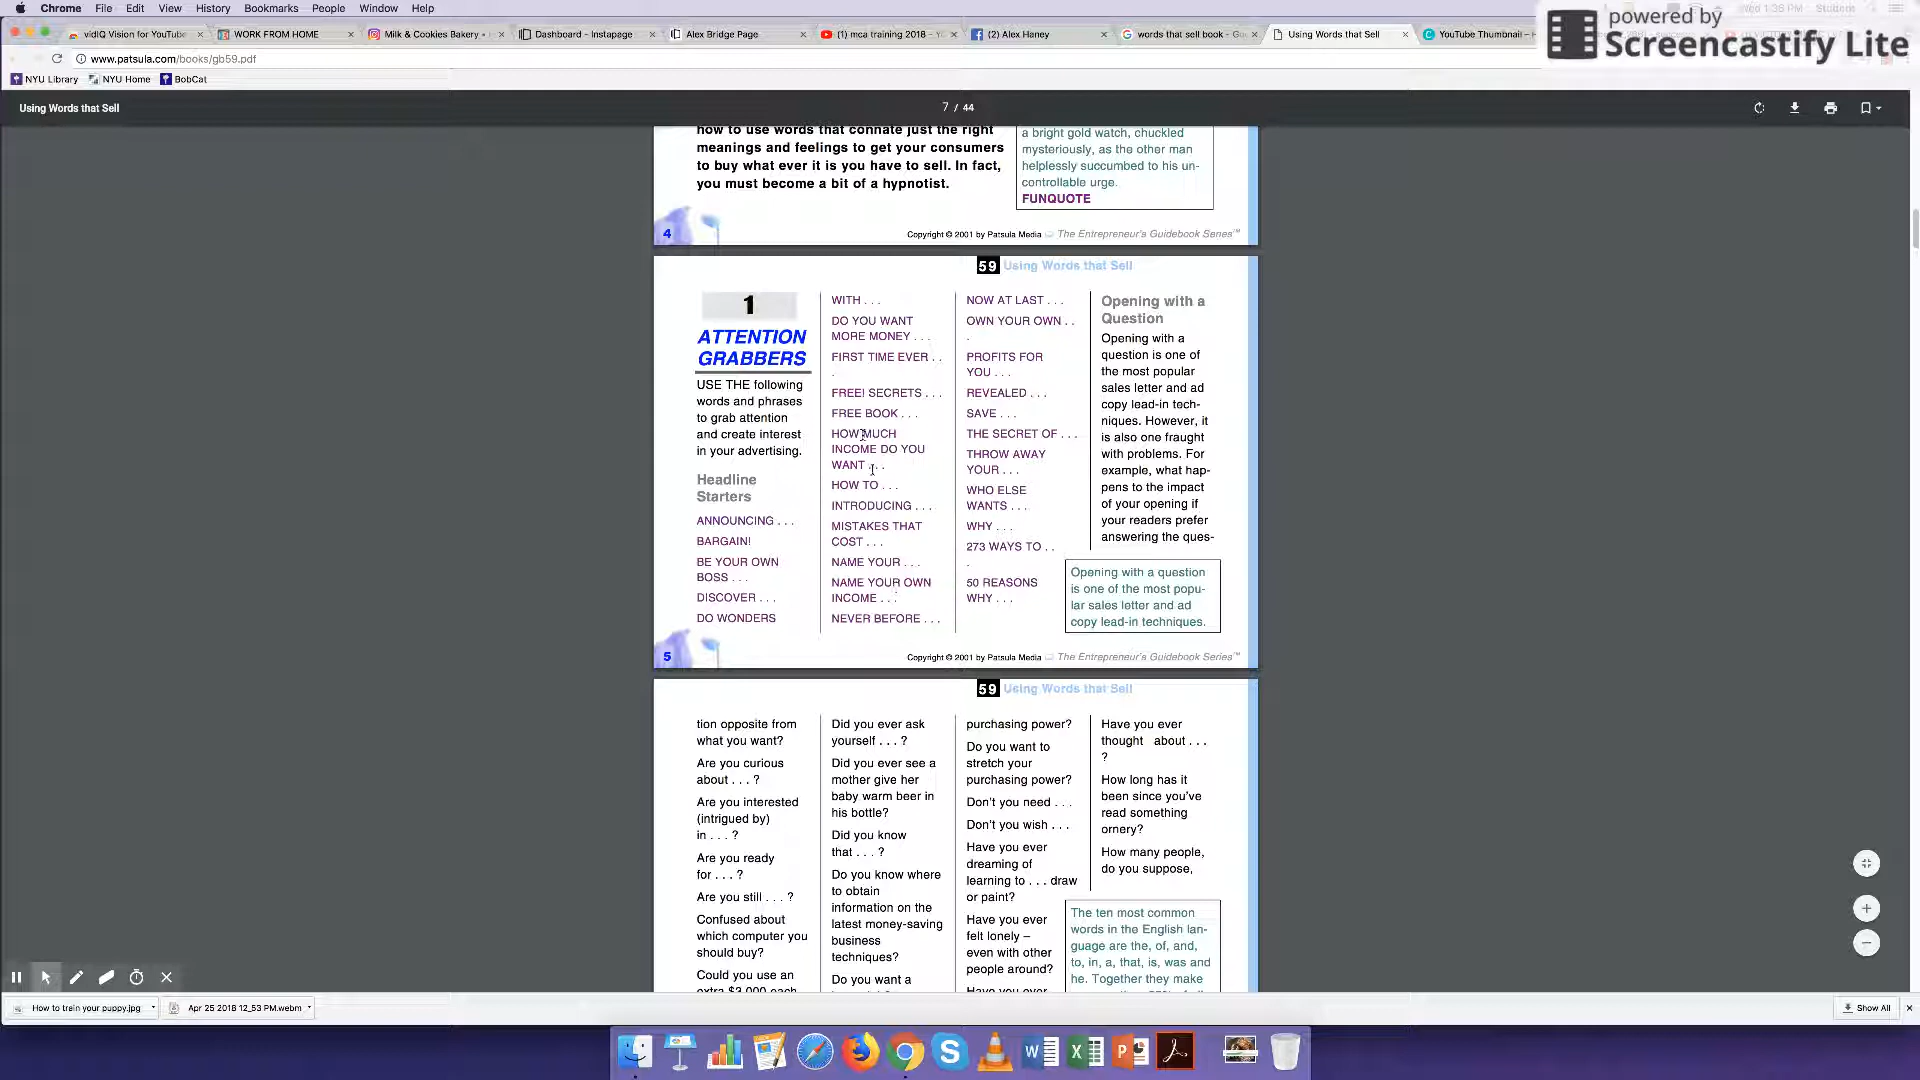 Chrome File Edit View History Bookmarks People Window Help
Wed 1:36 PM Student
powered by
Screencastify Lite
vidIQ Vision for YouTube
WORK FROM HOME
Milk & Cookies Bakery
Dashboard - Instapage
Alex Bridge Page
(1) mca training 2018 - Y
(2) Alex Haney
words that sell book - Go
Using Words that Sell
YouTube Thumbnail
www.patsula.com/books/gb59.pdf
NYU Library NYU Home BobCat
Using Words that Sell
7 / 44
how to use words that connate just the right
meanings and feelings to get your consumers
to buy what ever it is you have to sell. In fact,
you must become a bit of a hypnotist.
a bright gold watch, chuckled
mysteriously, as the other man
helplessly succumbed to his un-
controllable urge.
FUNQUOTE
4
Copyright © 2001 by Patsula Media The Entrepreneur's Guidebook Series™
59 Using Words that Sell
1
ATTENTION
GRABBERS
USE THE following
words and phrases
to grab attention
and create interest
in your advertising.
Headline
Starters
ANNOUNCING . . .
BARGAIN!
BE YOUR OWN
BOSS . . .
DISCOVER . . .
DO WONDERS
WITH . . .
DO YOU WANT
MORE MONEY . . .
FIRST TIME EVER . .
.
FREE! SECRETS . . .
FREE BOOK . . .
HOW MUCH
INCOME DO YOU
WANT . . .
HOW TO . . .
INTRODUCING . . .
MISTAKES THAT
COST . . .
NAME YOUR . . .
NAME YOUR OWN
INCOME . . .
NEVER BEFORE . . .
NOW AT LAST . . .
OWN YOUR OWN . .
.
PROFITS FOR
YOU . . .
REVEALED . . .
SAVE . . .
THE SECRET OF . . .
THROW AWAY
YOUR . . .
WHO ELSE
WANTS . . .
WHY . . .
273 WAYS TO . .
.
50 REASONS
WHY . . .
Opening with a
Question
Opening with a
question is one of
the most popular
sales letter and ad
copy lead-in tech-
niques. However, it
is also one fraught
with problems. For
example, what hap-
pens to the impact
of your opening if
your readers prefer
answering the ques-
Opening with a question
is one of the most popu-
lar sales letter and ad
copy lead-in techniques.
5
Copyright © 2001 by Patsula Media The Entrepreneur's Guidebook Series™
59 Using Words that Sell
tion opposite from
what you want?
Are you curious
about . . . ?
Are you interested
(intrigued by)
in . . . ?
Are you ready
for . . . ?
Are you still . . . ?
Confused about
which computer you
should buy?
Could you use an
extra $3,000 each
Did you ever ask
yourself . . . ?
Did you ever see a
mother give her
baby warm beer in
his bottle?
Did you know
that . . . ?
Do you know where
to obtain
information on the
latest money-saving
business
techniques?
Do you want a
purchasing power?
Do you want to
stretch your
purchasing power?
Don't you need . . .
Don't you wish . . .
Have you ever
dreaming of
learning to . . . draw
or paint?
Have you ever
felt lonely –
even with other
people around?
Have you ever
Have you ever
thought about . . .
?
How long has it
been since you've
read something
ornery?
How many people,
do you suppose,
The ten most common
words in the English lan-
guage are the, of, and,
to, in, a, that, is, was and
he. Together they make
How to train your puppy.jpg
Apr 25 2018 12_53 PM.webm
Show All